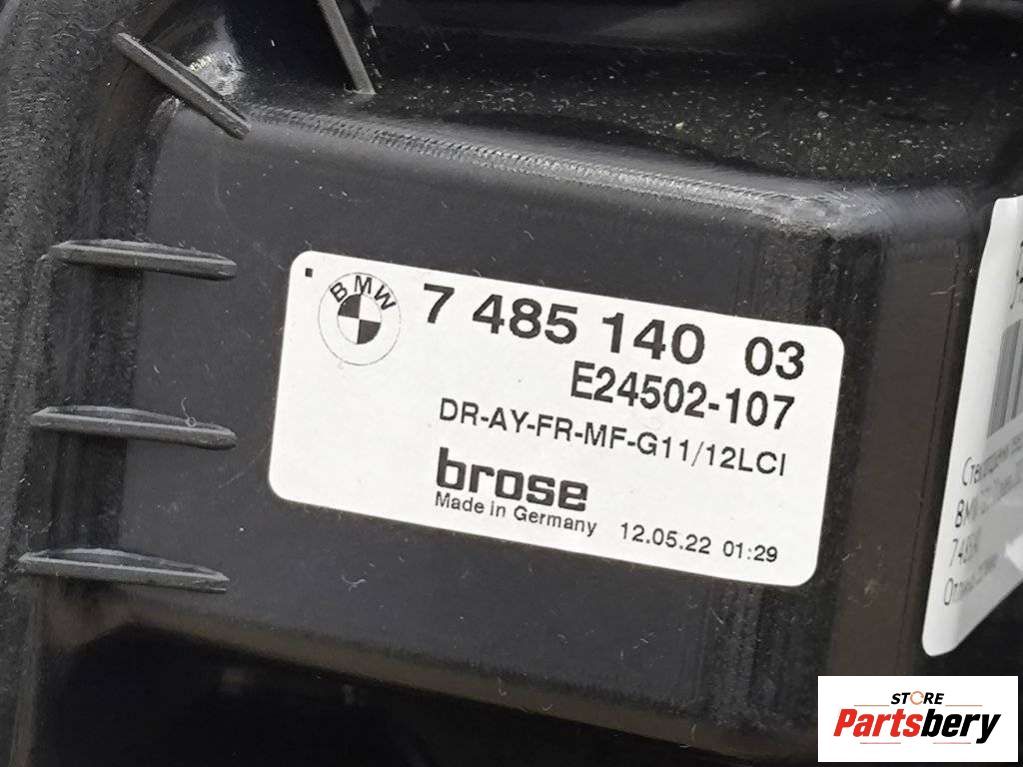 BMW
7 485 140 03
E24502-107
DR-AY-FR-MF-G11/12LCI
brose
Made in Germany 12.05.22 01:29
BMW
STORE
Partsbery